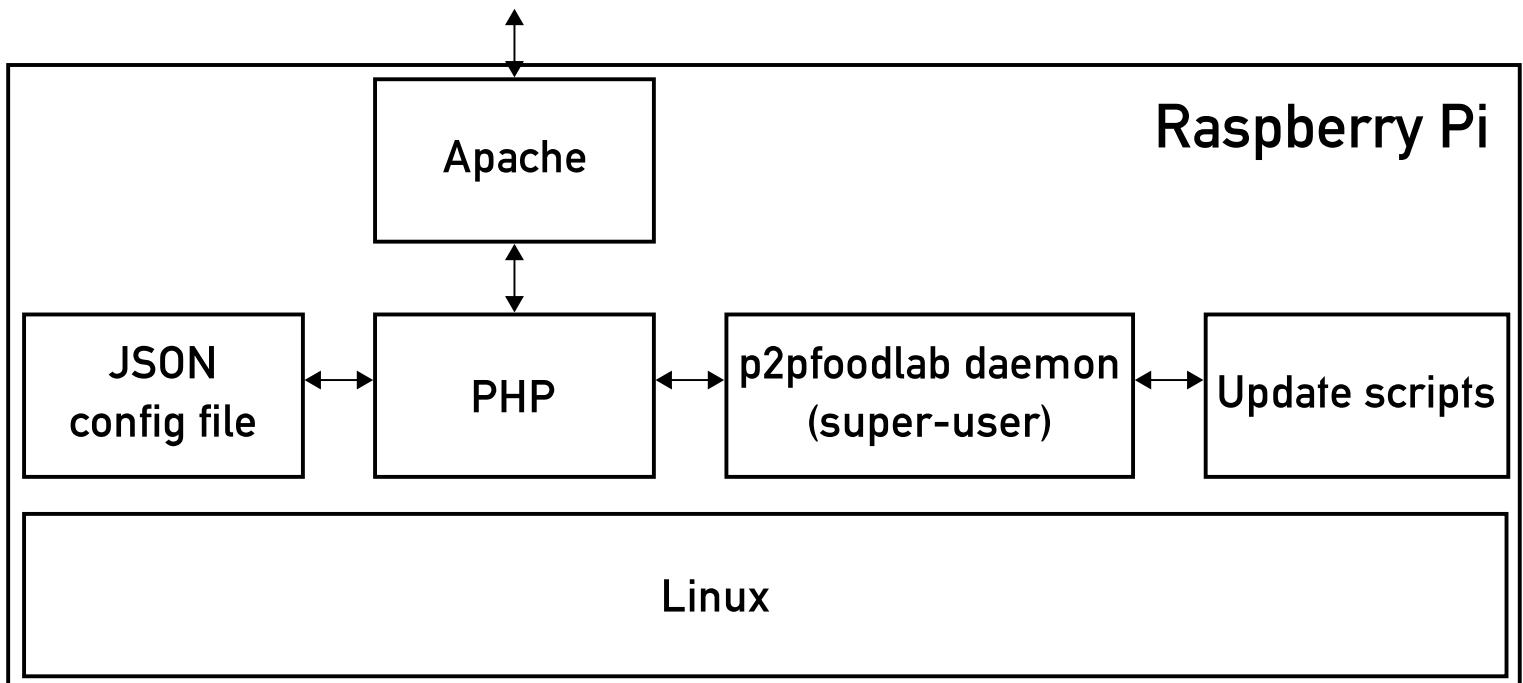 Raspberry Pi
Apache
JSON
config file
PHP
p2pfoodlab daemon
(super-user)
Update scripts
Linux